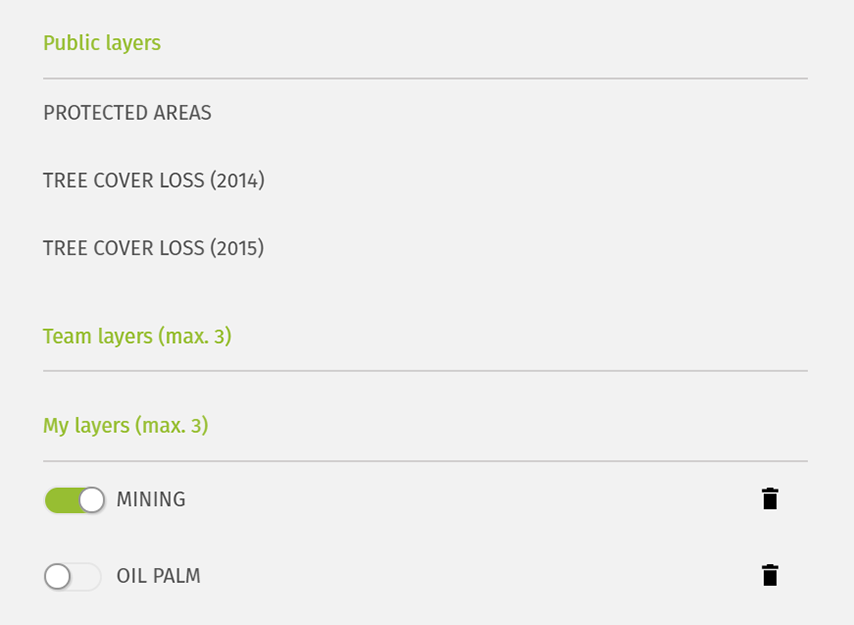 Public layers
PROTECTED AREAS
TREE COVER LOSS (2014)
TREE COVER LOSS (2015)
Team layers (max. 3)
My layers (max. 3)
MINING
OIL PALM